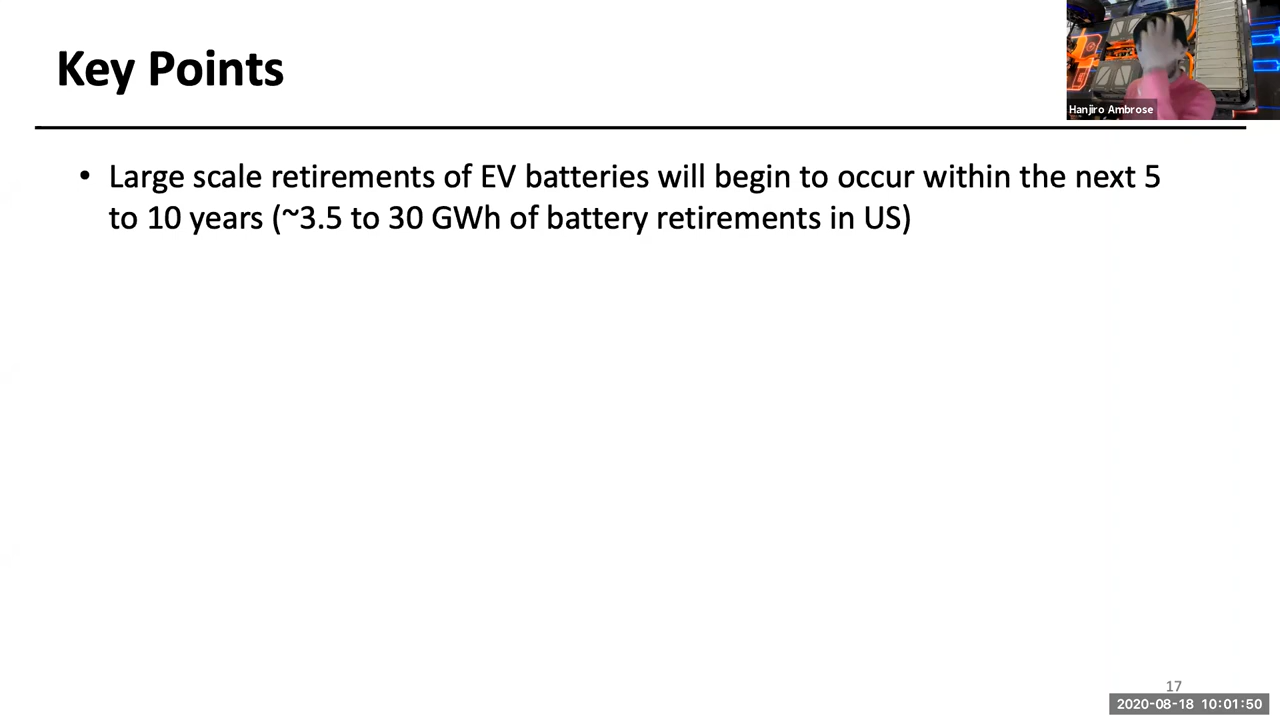 Key Points
Hanjiro Ambrose
• Large scale retirements of EV batteries will begin to occur within the next 5
to 10 years (~3.5 to 30 GWh of battery retirements in US)
17
2020-08-18 10:01:50